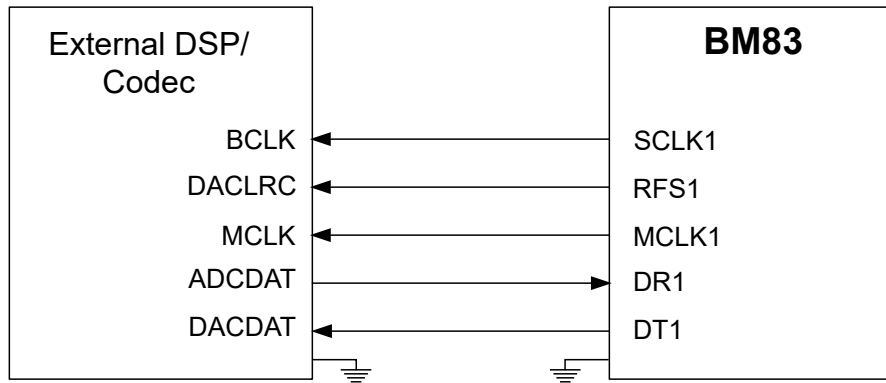 External DSP/
Codec
BCLK
DACLRC
MCLK
ADCDAT
DACDAT
BM83
SCLK1
RFS1
MCLK1
DR1
DT1